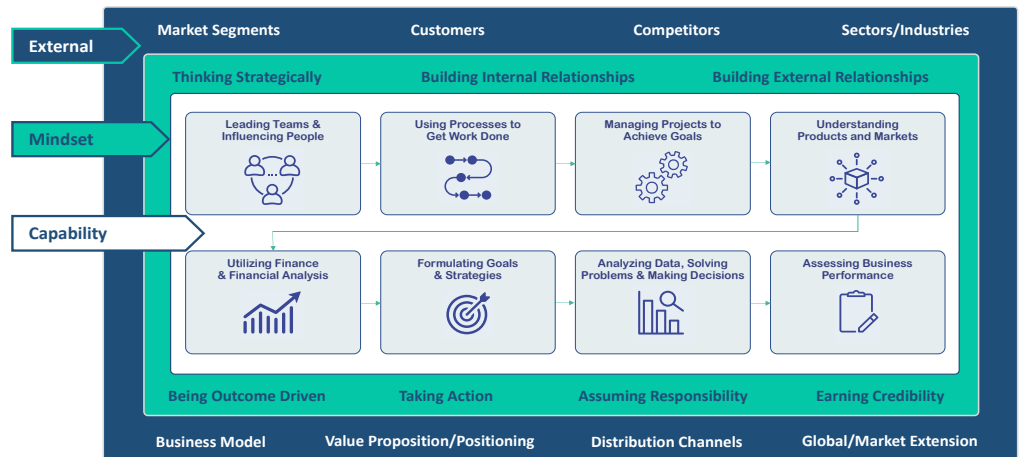 Market Segments
Customers
Competitors
Sectors/Industries
External
Thinking Strategically
Building Internal Relationships
Building External Relationships
Mindset
Leading Teams &
Influencing People
Using Processes to
Get Work Done
Managing Projects to
Achieve Goals
Understanding
Products and Markets
...
Capability
Utilizing Finance
& Financial Analysis
Formulating Goals
& Strategies
Analyzing Data, Solving
Problems & Making Decisions
Assessing Business
Performance
Being Outcome Driven
Taking Action
Assuming Responsibility
Earning Credibility
Business Model
Value Proposition/Positioning
Distribution Channels
Global/Market Extension